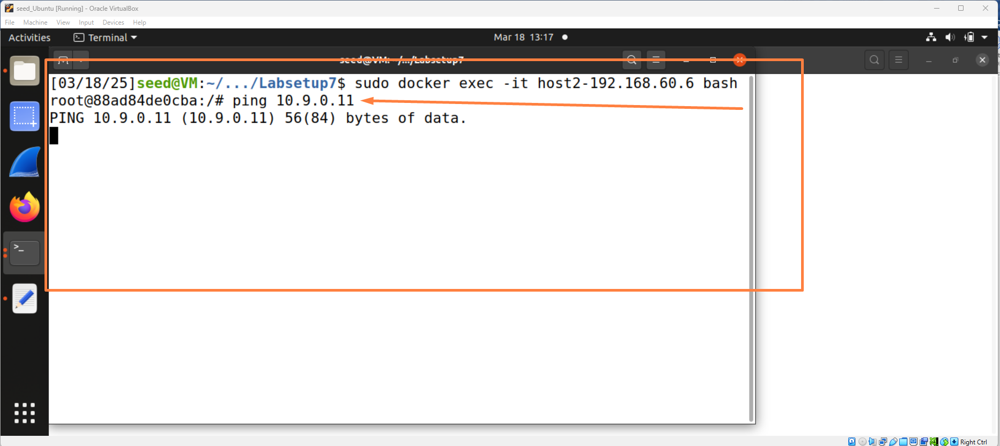 seed_Ubuntu [Running] - Oracle VirtualBox
File Machine View Input Devices Help
Activities Terminal Mar 18 13:17
seed@VM: ~/.../Labsetup7
[03/18/25]seed@VM:~/.../Labsetup7$ sudo docker exec -it host2-192.168.60.6 bash
root@88ad84de0cba:/# ping 10.9.0.11
PING 10.9.0.11 (10.9.0.11) 56(84) bytes of data.
>_
Right Ctrl